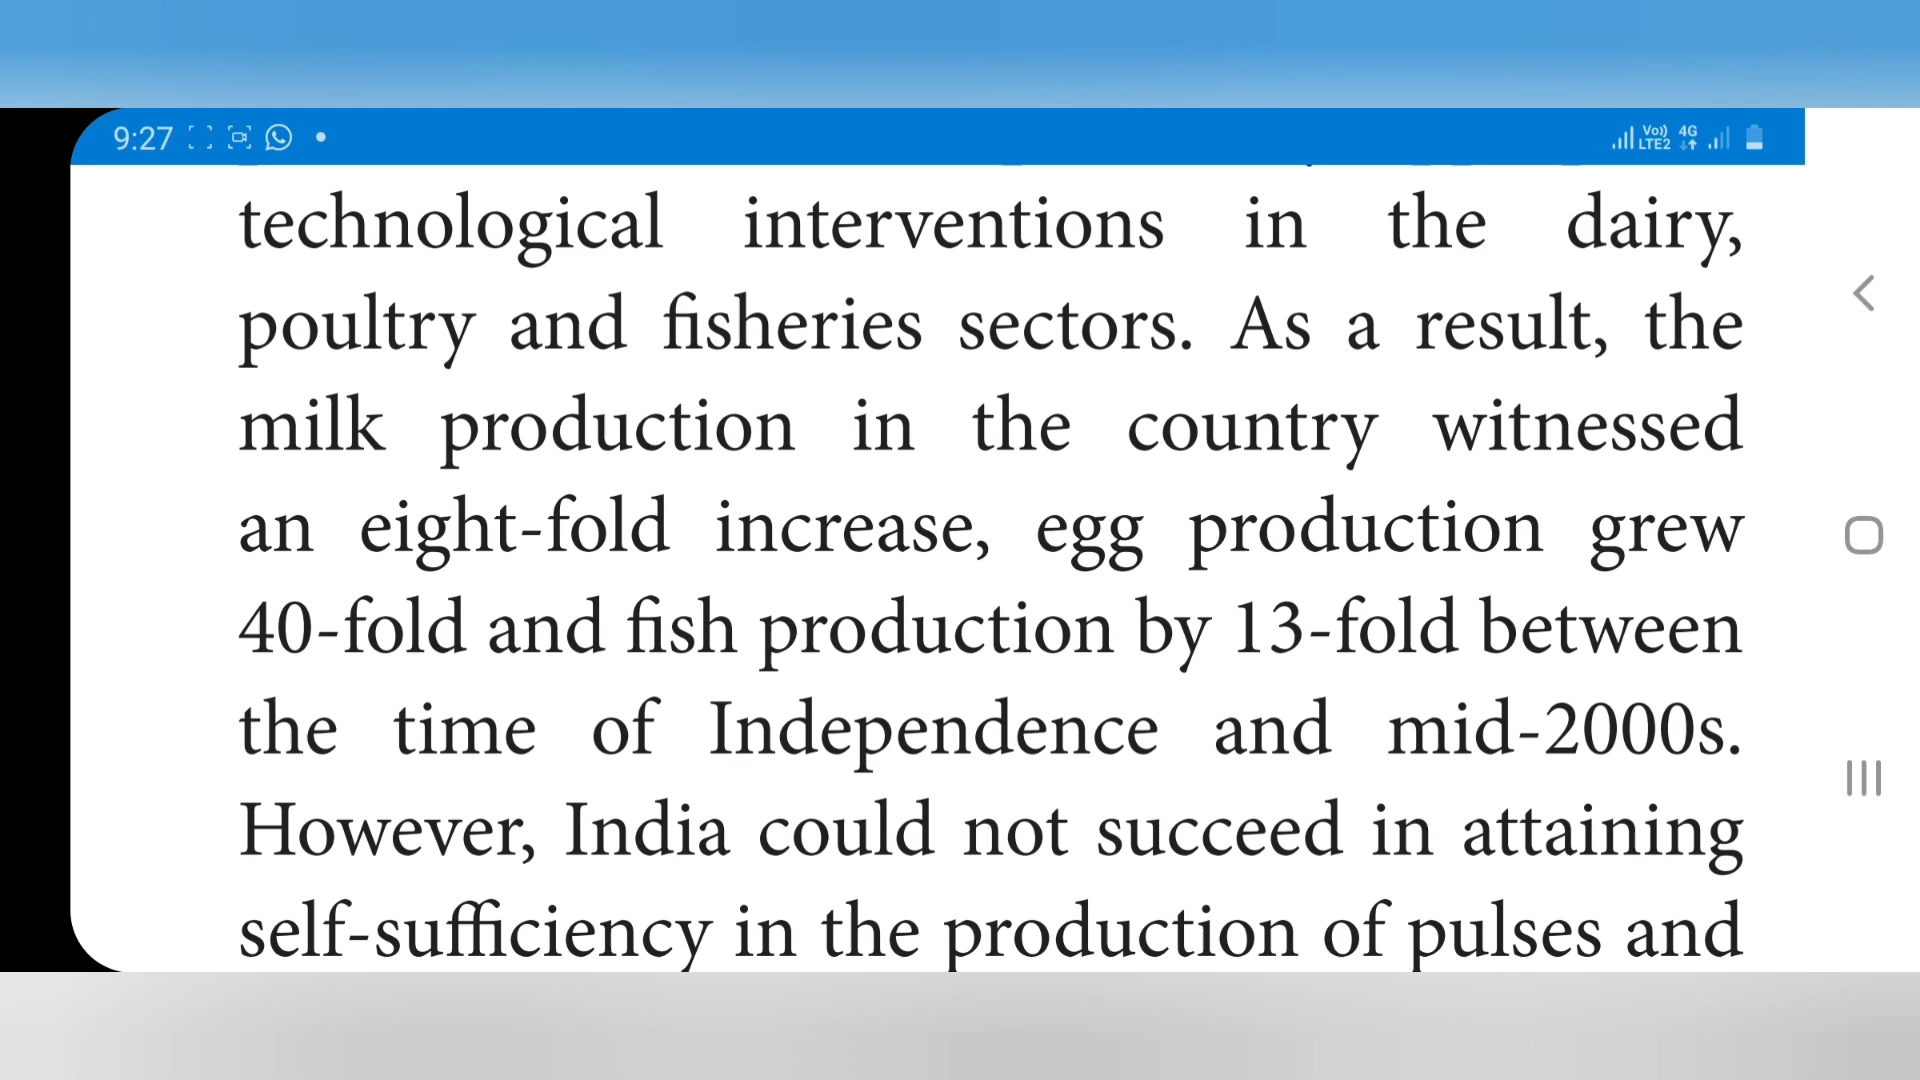 9:27
Vo)) LTE2 4G
technological interventions in the dairy,
poultry and fisheries sectors. As a result, the
milk production in the country witnessed
an eight-fold increase, egg production grew
40-fold and fish production by 13-fold between
the time of Independence and mid-2000s.
However, India could not succeed in attaining
self-sufficiency in the production of pulses and